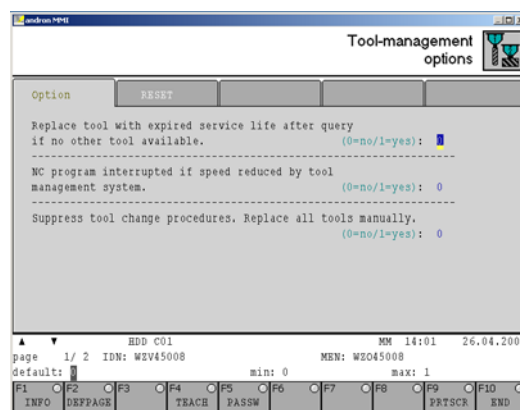 andron MMI
Tool-management
options
Option RESET
Replace tool with expired service life after query
if no other tool available. (0=no/1=yes): 0
NC program interrupted if speed reduced by tool
management system. (0=no/1=yes): 0
Suppress tool change procedures. Replace all tools manually.
(0=no/1=yes): 0
HDD C01 MM 14:01 26.04.200
page 1/ 2 IDN: WZV45008 MEN: WZO45008
default: 0 min: 0 max: 1
F1 F2 F3 F4 F5 F6 F7 F8 F9 F10
INFO DEFPAGE TEACH PASSW PRTSCR END